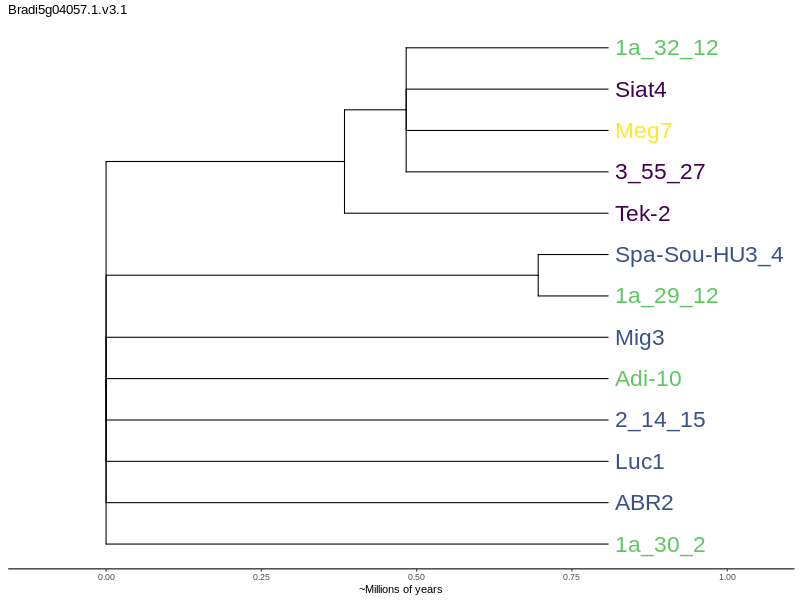 Bradi5g04057.1.v3.1
1a_32_12
Siat4
Meg7
3_55_27
Tek-2
Spa-Sou-HU3_4
1a_29_12
Mig3
Adi-10
2_14_15
Luc1
ABR2
1a_30_2
0.00 0.25 0.50 0.75 1.00
~Millions of years